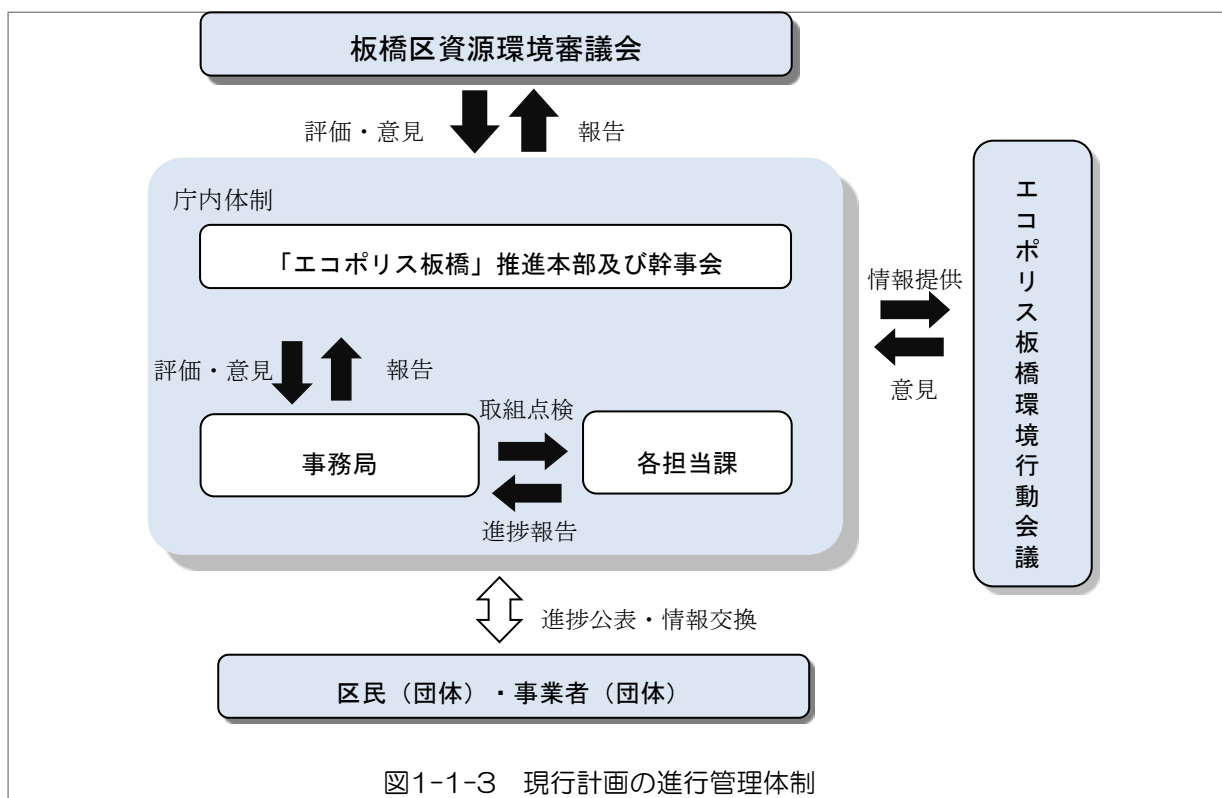 板橋区資源環境審議会
評価・意見
報告
庁内体制
「エコポリス板橋」推進本部及び幹事会
評価・意見
報告
取組点検
事務局
各担当課
進捗報告
情報提供
意見
エコポリス板橋環境行動会議
進捗公表・情報交換
区民（団体）・事業者（団体）
図1-1-3　現行計画の進行管理体制